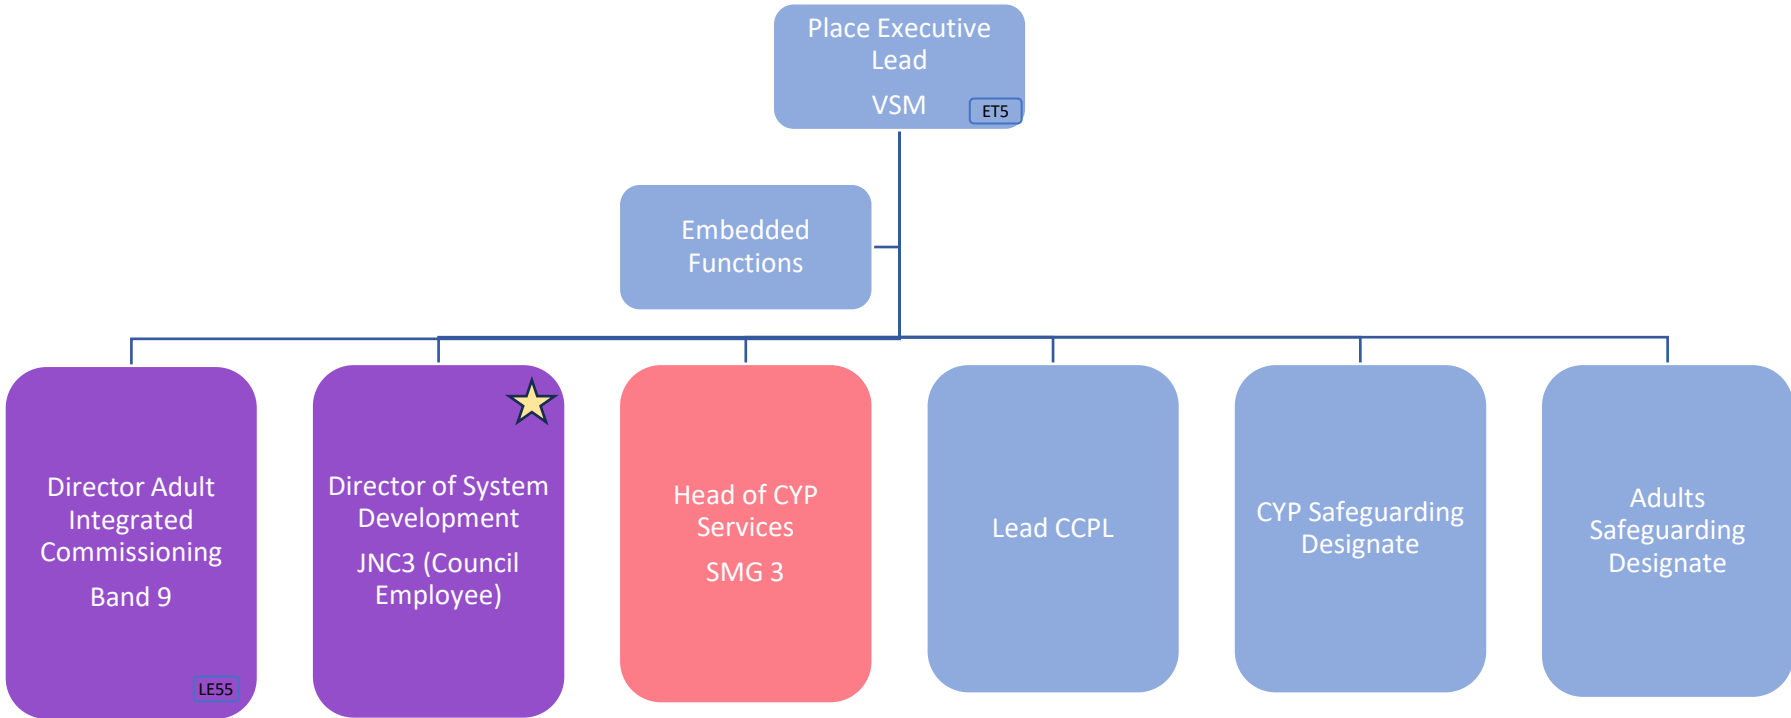 Place Executive
Lead
VSM
ET5
Embedded
Functions
Director Adult
Integrated
Commissioning
Band 9
LE55
Director of System
Development
JNC3 (Council
Employee)
Head of CYP
Services
SMG 3
Lead CCPL
CYP Safeguarding
Designate
Adults
Safeguarding
Designate